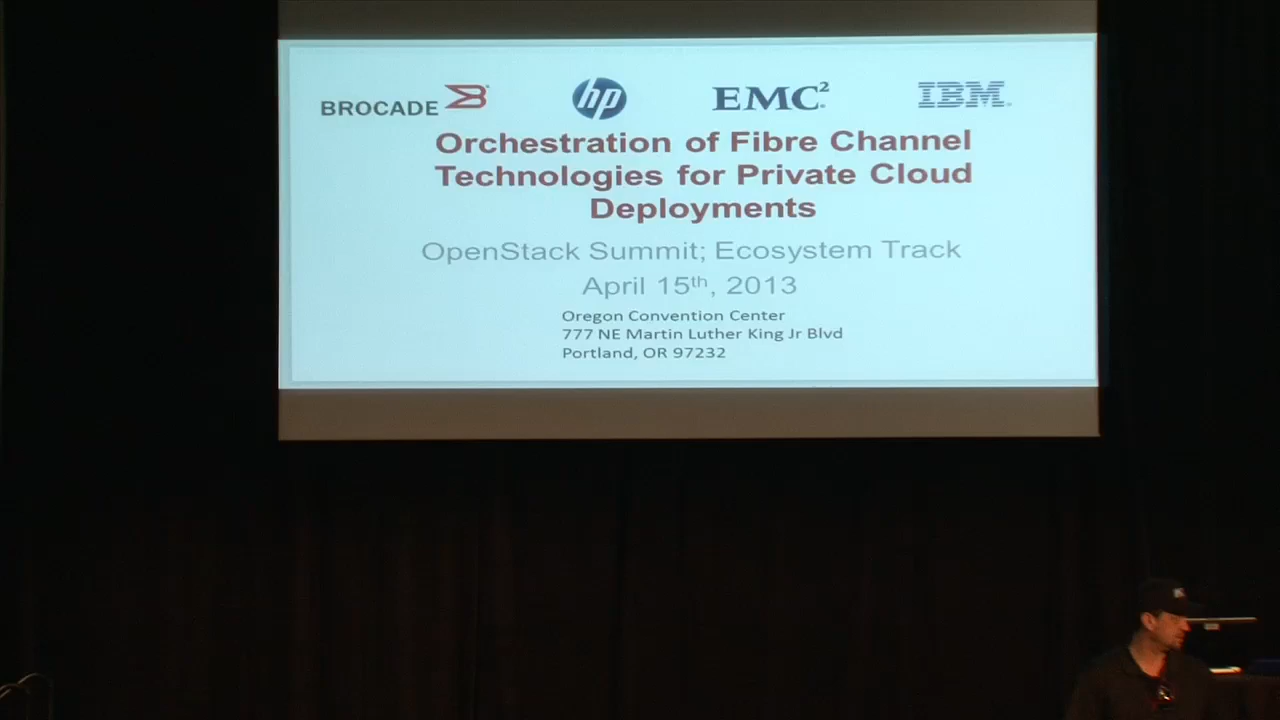 BROCADE hp EMC² IBM
Orchestration of Fibre Channel
Technologies for Private Cloud
Deployments
OpenStack Summit; Ecosystem Track
April 15th, 2013
Oregon Convention Center
777 NE Martin Luther King Jr Blvd
Portland, OR 97232